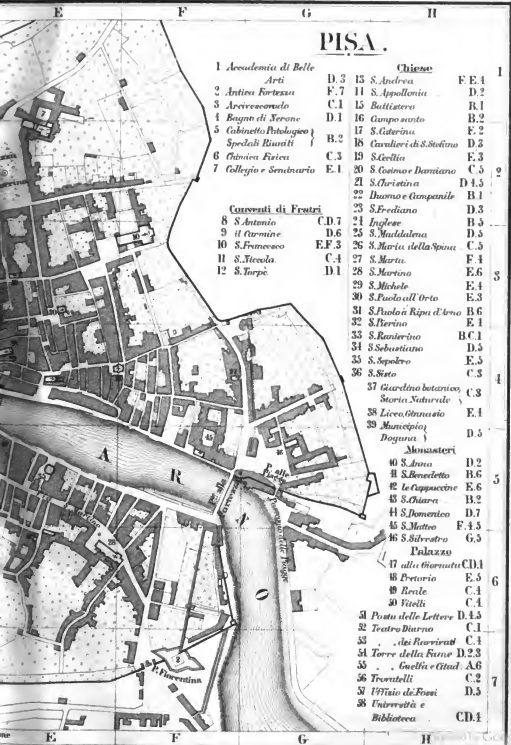 E F G H
PISA.
1 Accademia di Belle
Arti D.3
2 Antica Fortezza F.7
3 Arcivescovado C.1
4 Bagno di Nerone D.1
5 Cabinetto Patologico }
Spedali Riuniti } B.2
6 Chimica Fisica C.3
7 Collegio e Seminario E.1
Conventi di Fratri
8 S.Antonio C.D.7
9 il Carmine D.6
10 S.Francesco E.F.3
11 S.Niccola. C.4
12 S.Torpè. D.1
Chiese
13 S.Andrea F.E.4
14 S.Appollonia D.2
15 Battistero B.1
16 Campo santo B.2
17 S.Caterina F.2
18 Cavalieri di S.Stefano D.3
19 S.Cecilia E.3
20 S.Cosimo e Damiano C.5
21 S.Christina D 4.5
22 Duomo e Campanile B.1
23 S.Frediano D.3
24 Inglese B.5
25 S.Maddalena D.5
26 S.Maria della Spina C.5
27 S.Marta F.4
28 S.Martino E.6
29 S.Michele E.4
30 S.Paolo all'Orto E.3
31 S.Paolo à Ripa d'Arno B.6
32 S.Pierino E 4
33 S.Ranierino B.C.1
34 S.Sebastiano D.5
35 S.Sepolcro E.5
36 S.Sisto C.3
37 Giardino botanico,
Storia Naturale } C.3
38 Liceo, Ginnasio E.4
39 Municipio }
Dogana } D.5
Monasteri
40 S.Anna D.2
41 S.Benedetto B.6
42 le Cappuccine E.6
43 S.Chiara B.2
44 S.Domenico D.7
45 S.Matteo F.4.5
46 S.Silvestro G.5
Palazzo
47 alla Giornata C.D.4
48 Pretorio E.5
49 Reale C.4
50 Vitelli C.4
51 Posta delle Lettere D.4.5
52 Teatro Diurno C.1
53 . . dei Ravvivati C.4
54 Torre della Fame D.2.3
55 . . Guelfa e Citad. A.6
56 Trovatelli C.2
57 Uffizio de Fossi D.5
58 Università e
Biblioteca C.D.4
1
2
3
4
5
6
7
A R N O
P. alle Piagge
P. Fiorentina
E F G H